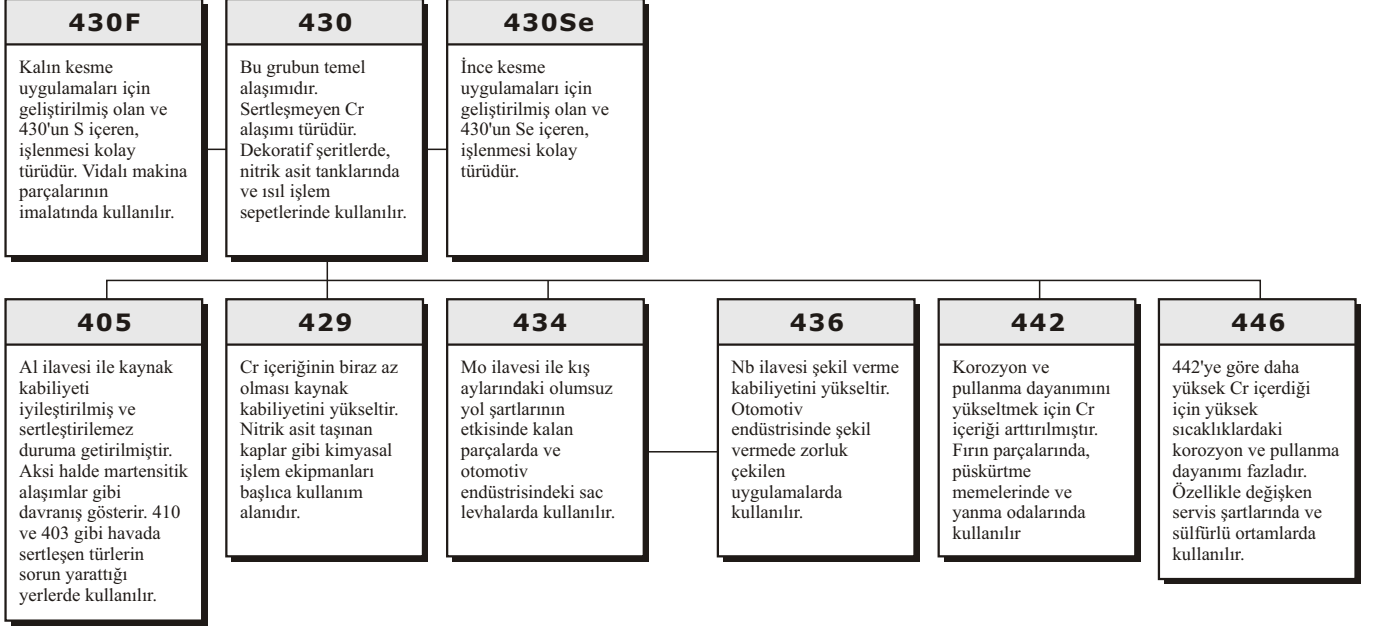 430F
Kalın kesme
uygulamaları için
geliştirilmiş olan ve
430'un S içeren,
işlenmesi kolay
türüdür. Vidalı makina
parçalarının
imalatında kullanılır.
430
Bu grubun temel
alaşımıdır.
Sertleşmeyen Cr
alaşımı türüdür.
Dekoratif şeritlerde,
nitrik asit tanklarında
ve ısıl işlem
sepetlerinde kullanılır.
430Se
İnce kesme
uygulamaları için
geliştirilmiş olan ve
430'un Se içeren,
işlenmesi kolay
türüdür.
405
Al ilavesi ile kaynak
kabiliyeti
iyileştirilmiş ve
sertleştirilemez
duruma getirilmiştir.
Aksi halde martensitik
alaşımlar gibi
davranış gösterir. 410
ve 403 gibi havada
sertleşen türlerin
sorun yarattığı
yerlerde kullanılır.
429
Cr içeriğinin biraz az
olması kaynak
kabiliyetini yükseltir.
Nitrik asit taşınan
kaplar gibi kimyasal
işlem ekipmanları
başlıca kullanım
alanıdır.
434
Mo ilavesi ile kış
aylarındaki olumsuz
yol şartlarının
etkisinde kalan
parçalarda ve
otomotiv
endüstrisindeki sac
levhalarda kullanılır.
436
Nb ilavesi şekil verme
kabiliyetini yükseltir.
Otomotiv
endüstrisinde şekil
vermede zorluk
çekilen
uygulamalarda
kullanılır.
442
Korozyon ve
pullanma dayanımını
yükseltmek için Cr
içeriği arttırılmıştır.
Fırın parçalarında,
püskürtme
memelerinde ve
yanma odalarında
kullanılır
446
442'ye göre daha
yüksek Cr içerdiği
için yüksek
sıcaklıklardaki
korozyon ve pullanma
dayanımı fazladır.
Özellikle değişken
servis şartlarında ve
sülfürlü ortamlarda
kullanılır.